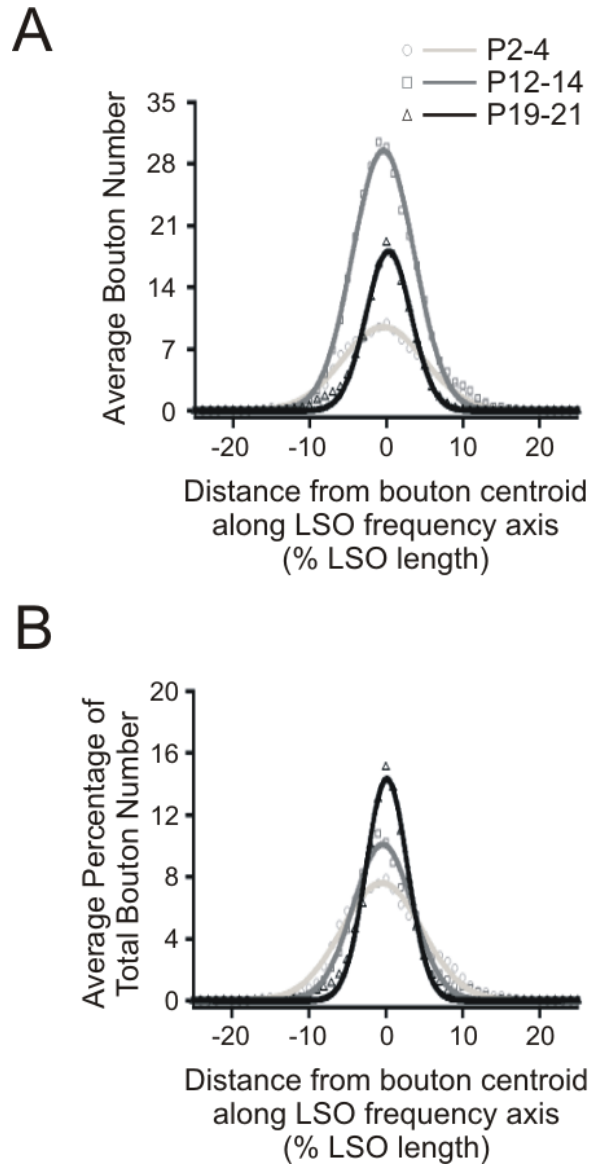 A
P2-4
P12-14
P19-21
Average Bouton Number
35
28
21
14
7
0
-20 -10 0 10 20
Distance from bouton centroid
along LSO frequency axis
(% LSO length)
B
Average Percentage of
Total Bouton Number
20
16
12
8
4
0
-20 -10 0 10 20
Distance from bouton centroid
along LSO frequency axis
(% LSO length)